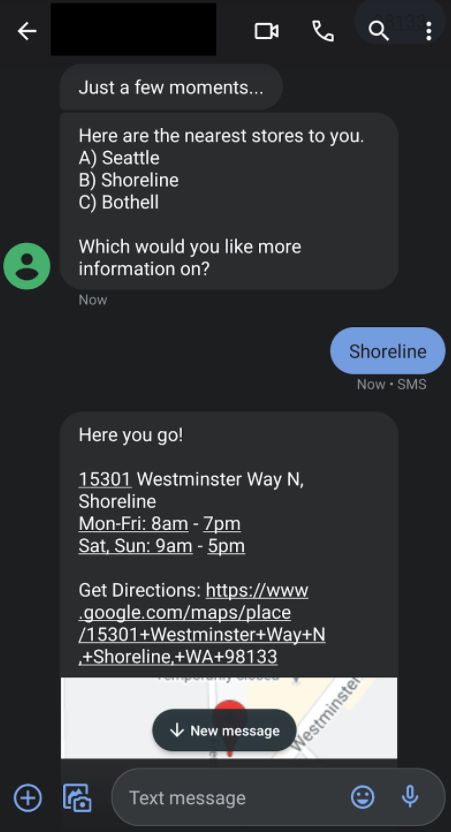 Just a few moments...
Here are the nearest stores to you.
A) Seattle
B) Shoreline
C) Bothell
Which would you like more
information on?
Now
Shoreline
Now • SMS
Here you go!
15301 Westminster Way N,
Shoreline
Mon-Fri: 8am - 7pm
Sat, Sun: 9am - 5pm
Get Directions: https://www
.google.com/maps/place
/15301+Westminster+Way+N
,+Shoreline,+WA+98133
Temporarily closed
Westminster
↓ New message
Text message